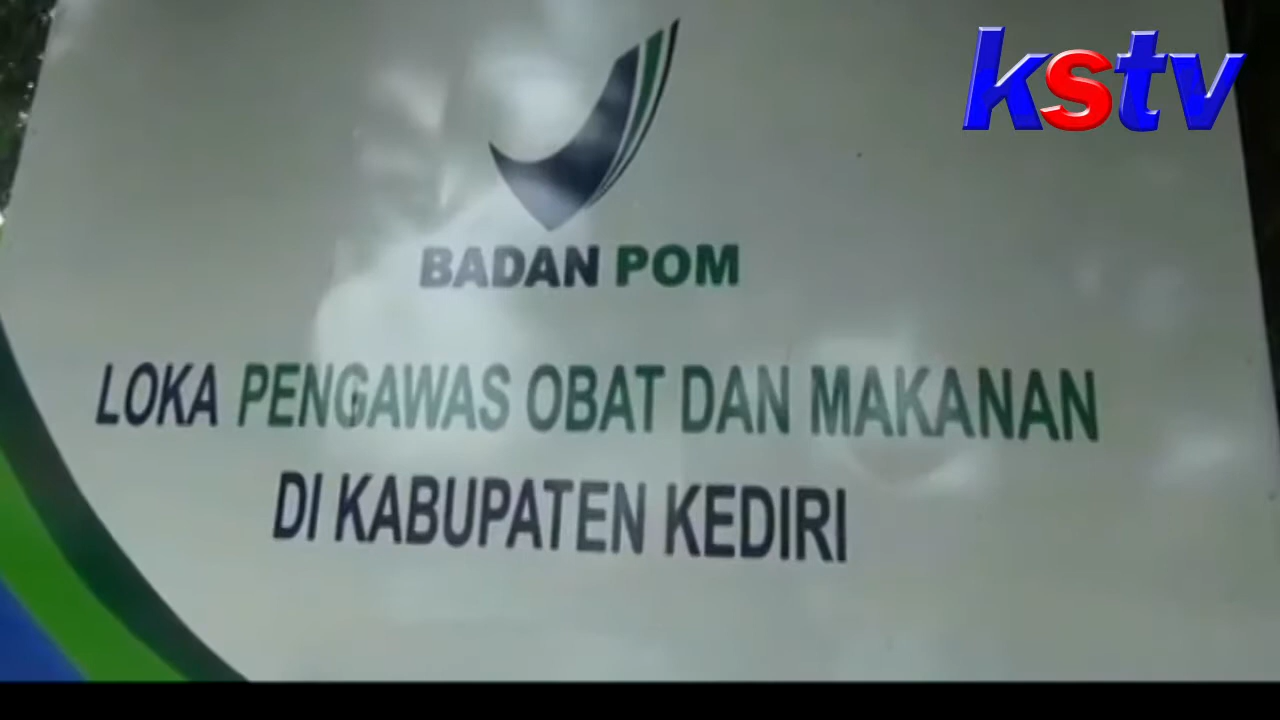 kstv
BADAN POM
LOKA PENGAWAS OBAT DAN MAKANAN
DI KABUPATEN KEDIRI